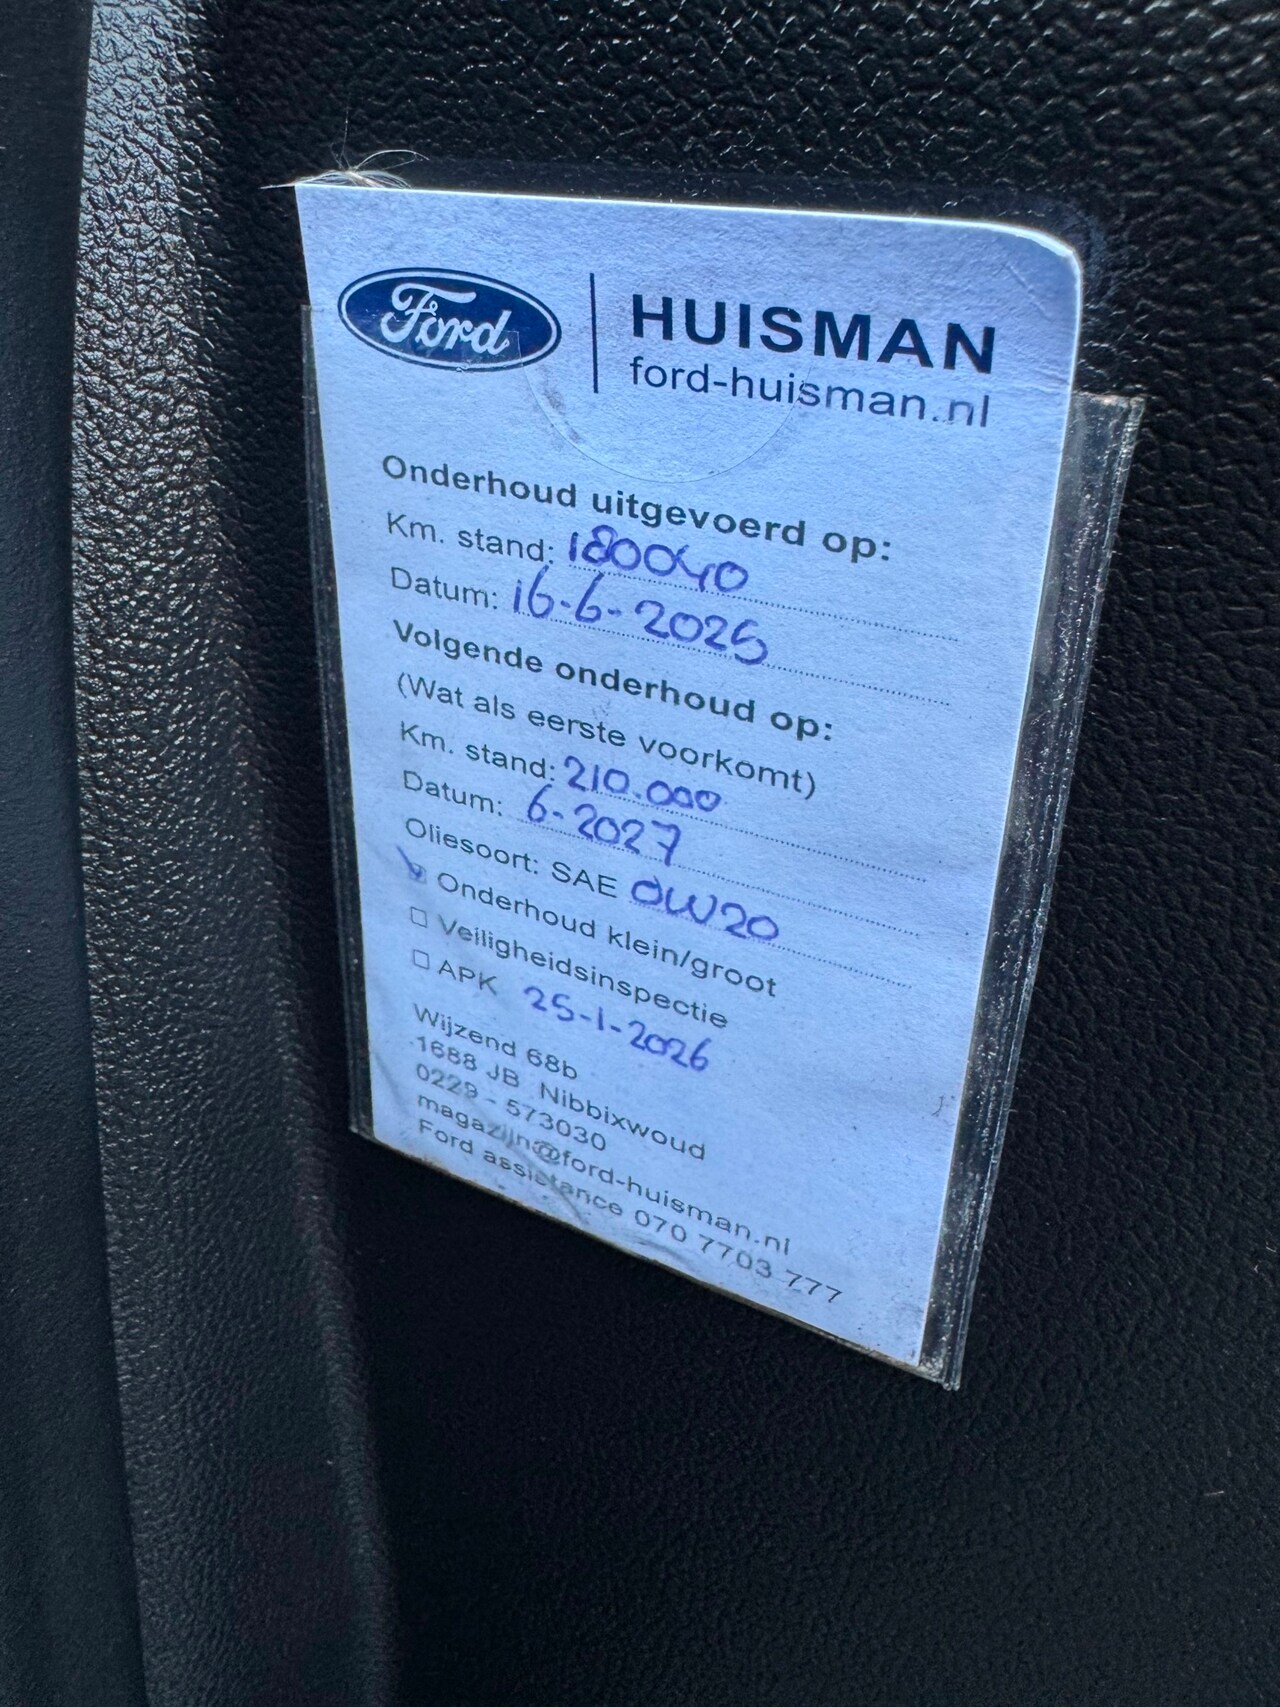 Ford
HUISMAN
ford-huisman.nl
Onderhoud uitgevoerd op:
Km. stand: 180040
Datum: 16-6-2025
Volgende onderhoud op:
(Wat als eerste voorkomt)
Km. stand: 210.000
Datum: 6-2027
Oliesoort: SAE 0W20
Onderhoud klein/groot
Veiligheidsinspectie
APK 25-1-2026
Wijzend 68b
1688 JB Nibbixwoud
0229 - 573030
magazijn@ford-huisman.nl
Ford assistance 070 7703 777